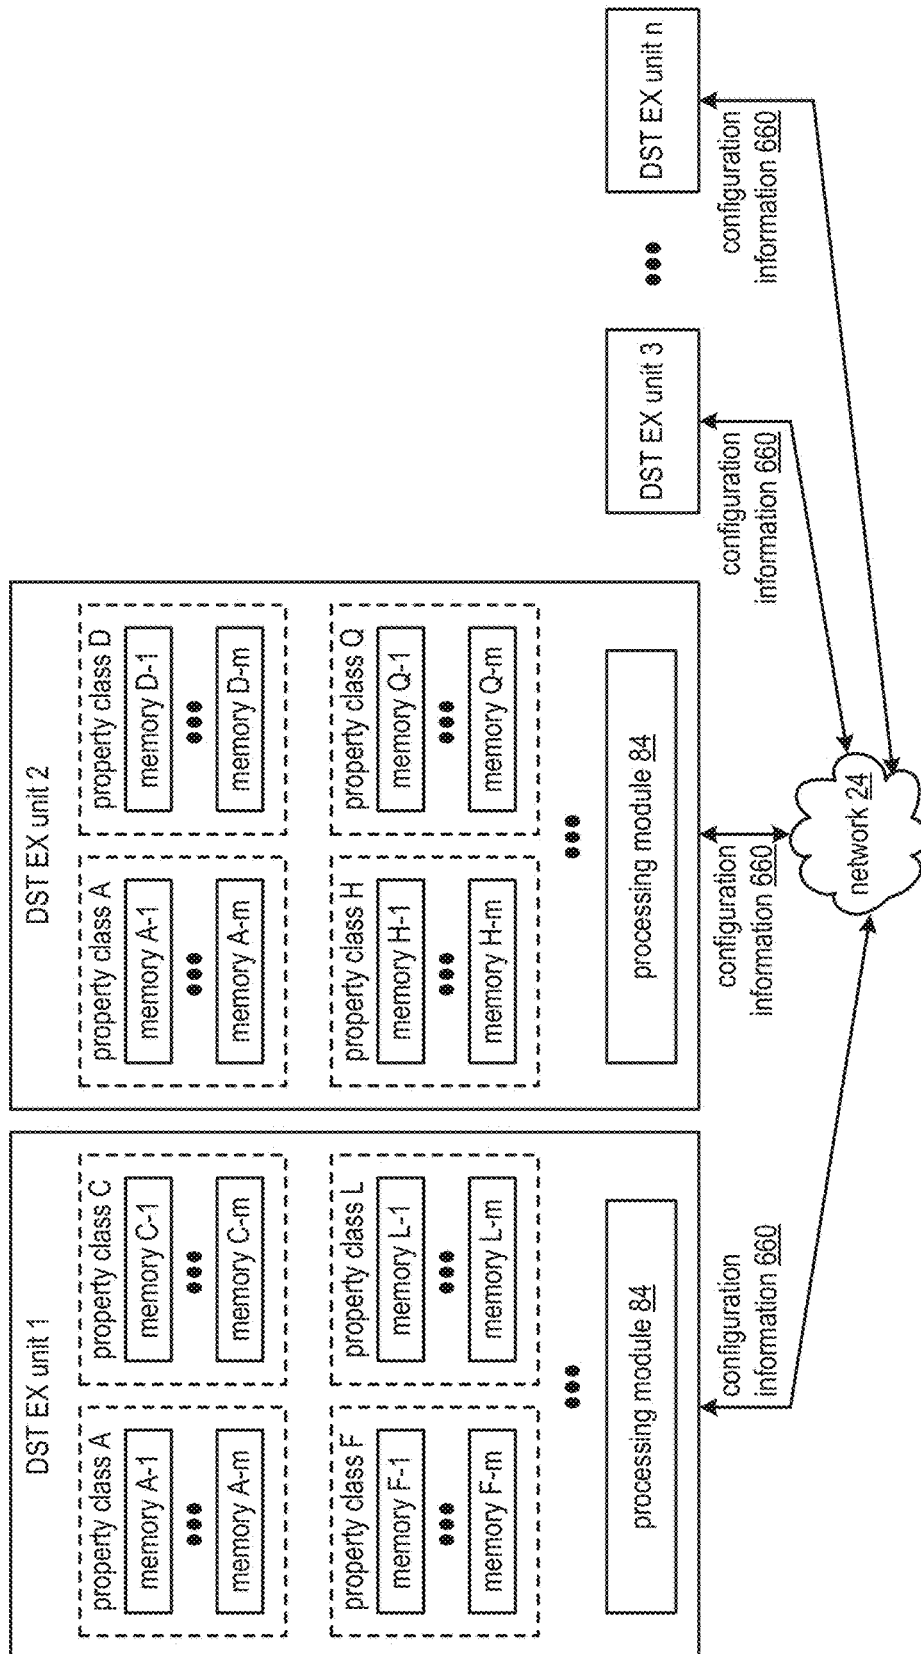 DST EX unit 1
property class A
memory A-1
memory A-m
property class C
memory C-1
memory C-m
property class F
memory F-1
memory F-m
property class L
memory L-1
memory L-m
processing module 84
configuration
information 660
DST EX unit 2
property class A
memory A-1
memory A-m
property class D
memory D-1
memory D-m
property class H
memory H-1
memory H-m
property class Q
memory Q-1
memory Q-m
processing module 84
configuration
information 660
DST EX unit 3
configuration
information 660
DST EX unit n
configuration
information 660
network 24